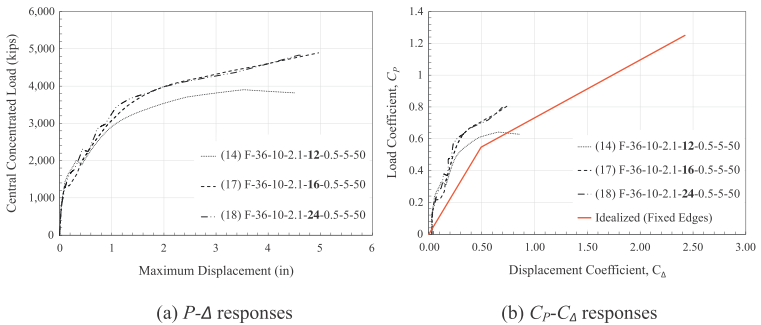 6,000
5,000
4,000
3,000
2,000
1,000
0
Central Concentrated Load (kips)
(14) F-36-10-2.1-12-0.5-5-50
(17) F-36-10-2.1-16-0.5-5-50
(18) F-36-10-2.1-24-0.5-5-50
0 1 2 3 4 5 6
Maximum Displacement (in)
(a) P-Δ responses
1.4
1.2
1
0.8
0.6
0.4
0.2
0
Load Coefficient, CP
(14) F-36-10-2.1-12-0.5-5-50
(17) F-36-10-2.1-16-0.5-5-50
(18) F-36-10-2.1-24-0.5-5-50
Idealized (Fixed Edges)
0.00 0.50 1.00 1.50 2.00 2.50 3.00
Displacement Coefficient, CΔ
(b) CP-CΔ responses